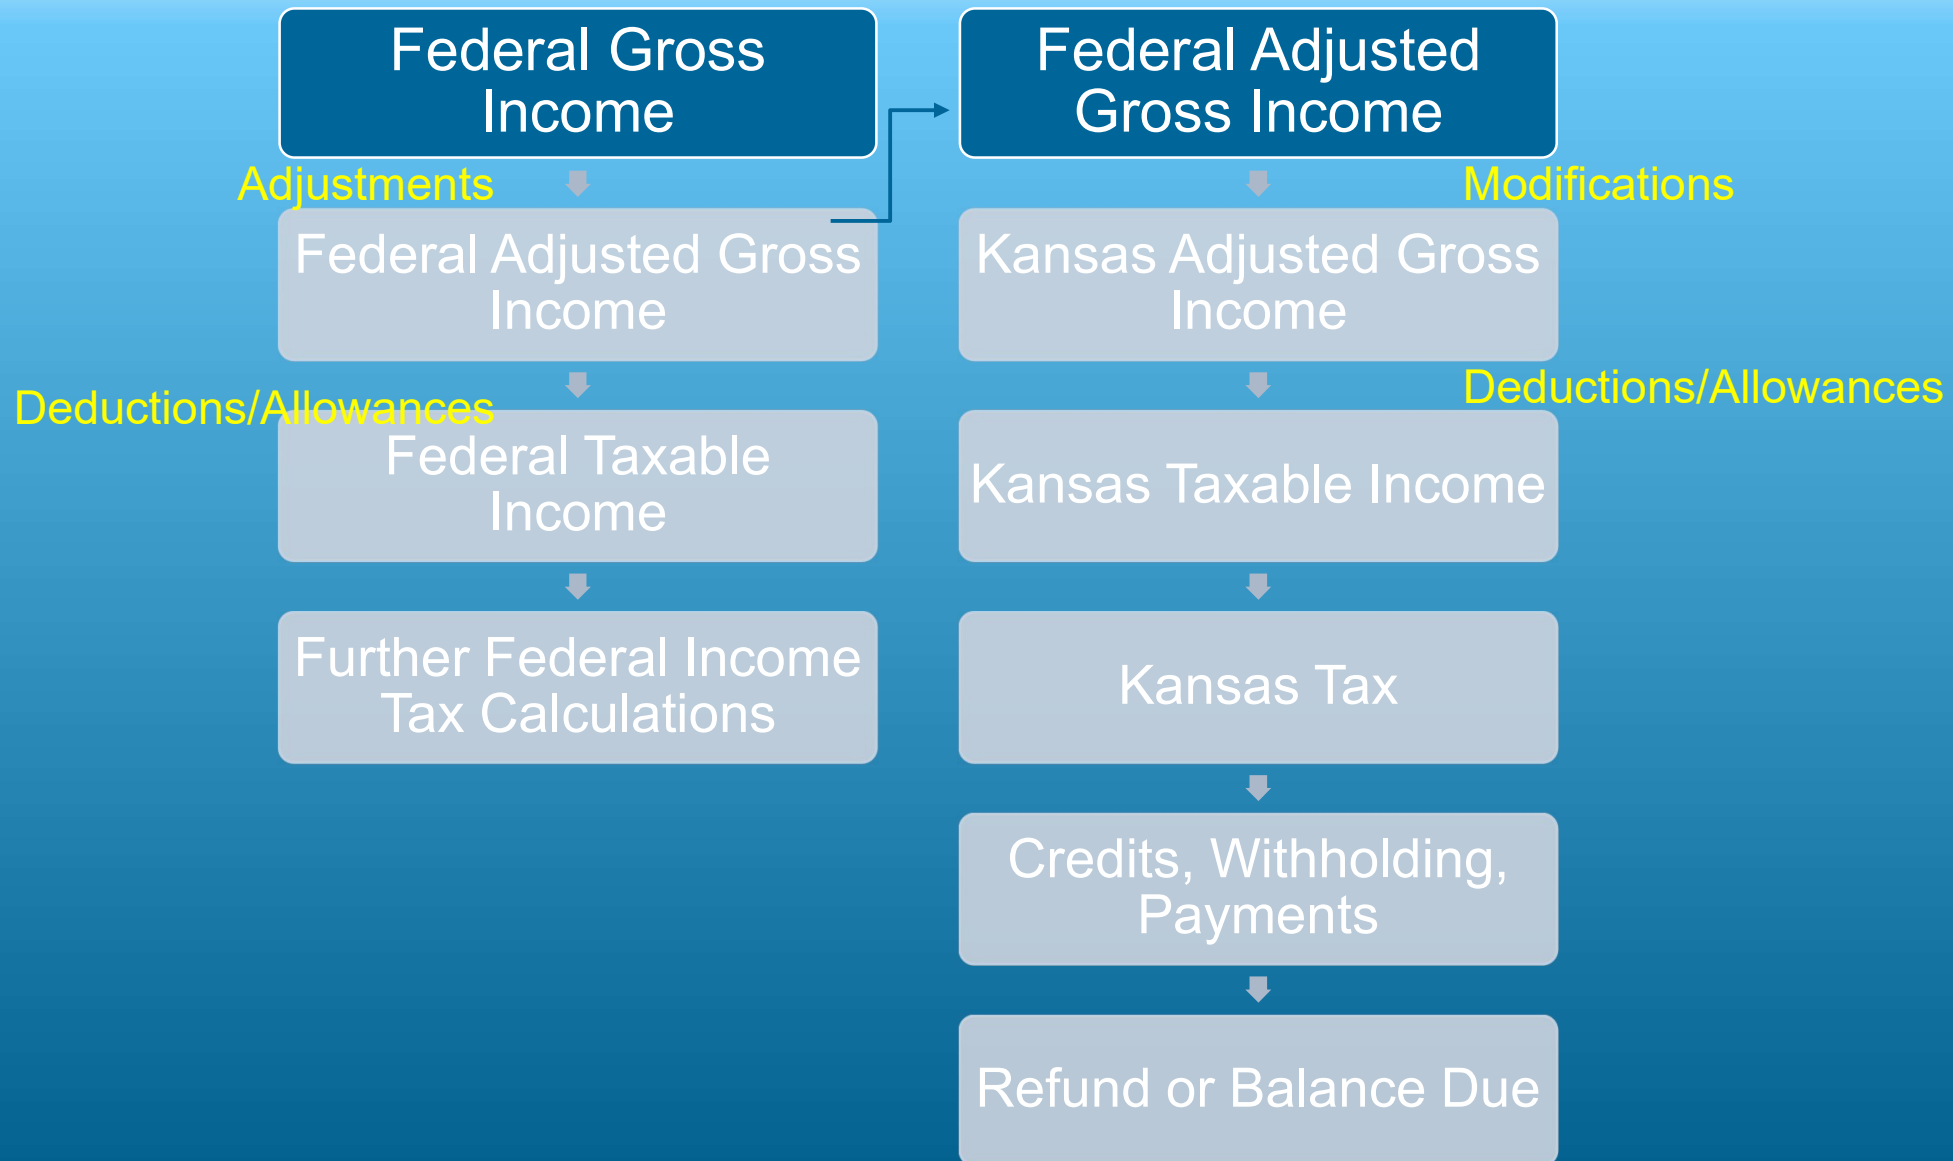 Federal Gross
Income
Adjustments
Federal Adjusted Gross
Income
Deductions/Allowances
Federal Taxable
Income
Further Federal Income
Tax Calculations
Federal Adjusted
Gross Income
Modifications
Kansas Adjusted Gross
Income
Deductions/Allowances
Kansas Taxable Income
Kansas Tax
Credits, Withholding,
Payments
Refund or Balance Due